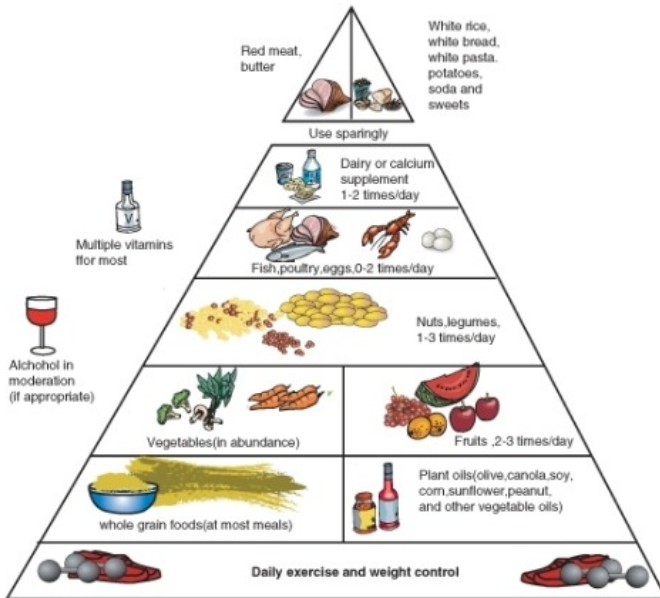 Red meat,
butter
White rice,
white bread,
white pasta.
potatoes,
soda and
sweets
Use sparingly
Dairy or calcium
supplement
1-2 times/day
V
Multiple vitamins
ffor most
Fish,poultry,eggs,0-2 times/day
Nuts,legumes,
1-3 times/day
Alchohol in
moderation
(if appropriate)
Vegetables(in abundance)
Fruits ,2-3 times/day
whole grain foods(at most meals)
Plant oils(olive,canola,soy,
corn,sunflower,peanut,
and other vegetable oils)
Daily exercise and weight control